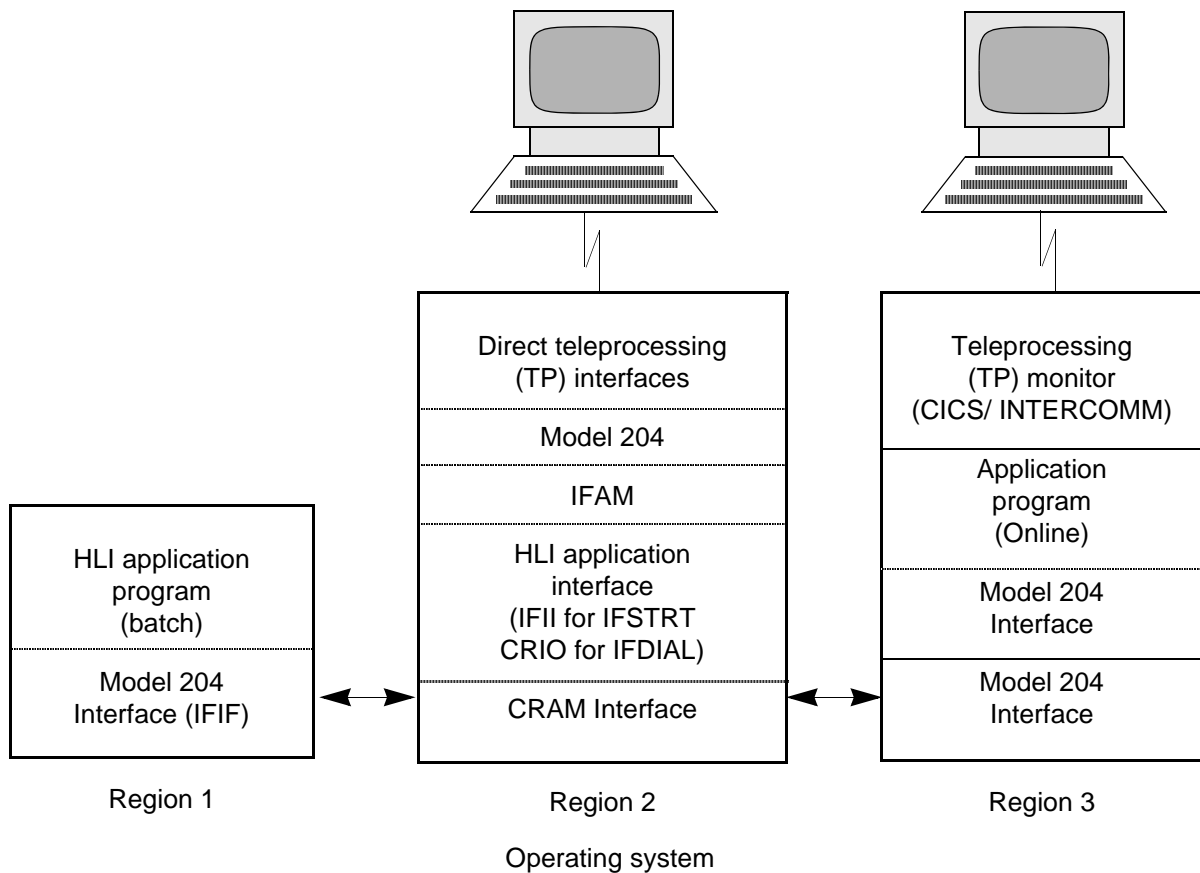 HLI application
program
(batch)
Model 204
Interface (IFIF)
Region 1
Direct teleprocessing
(TP) interfaces
Model 204
IFAM
HLI application
interface
(IFII for IFSTRT
CRIO for IFDIAL)
CRAM Interface
Region 2
Teleprocessing
(TP) monitor
(CICS/ INTERCOMM)
Application
program
(Online)
Model 204
Interface
Model 204
Interface
Region 3
Operating system